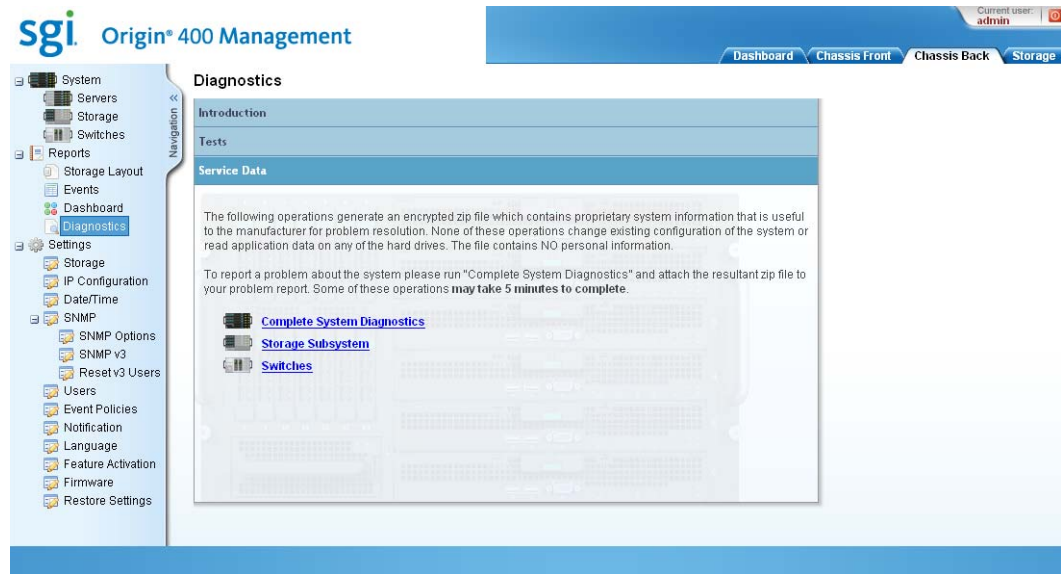 sgi. Origin® 400 Management
Current user:
admin
Dashboard
Chassis Front
Chassis Back
Storage
System
Servers
Storage
Switches
Reports
Storage Layout
Events
Dashboard
Diagnostics
Settings
Storage
IP Configuration
Date/Time
SNMP
SNMP Options
SNMP v3
Reset v3 Users
Users
Event Policies
Notification
Language
Feature Activation
Firmware
Restore Settings
« Navigation
Diagnostics
Introduction
Tests
Service Data
The following operations generate an encrypted zip file which contains proprietary system information that is useful
to the manufacturer for problem resolution. None of these operations change existing configuration of the system or
read application data on any of the hard drives. The file contains NO personal information.
To report a problem about the system please run "Complete System Diagnostics" and attach the resultant zip file to
your problem report. Some of these operations may take 5 minutes to complete.
Complete System Diagnostics
Storage Subsystem
Switches